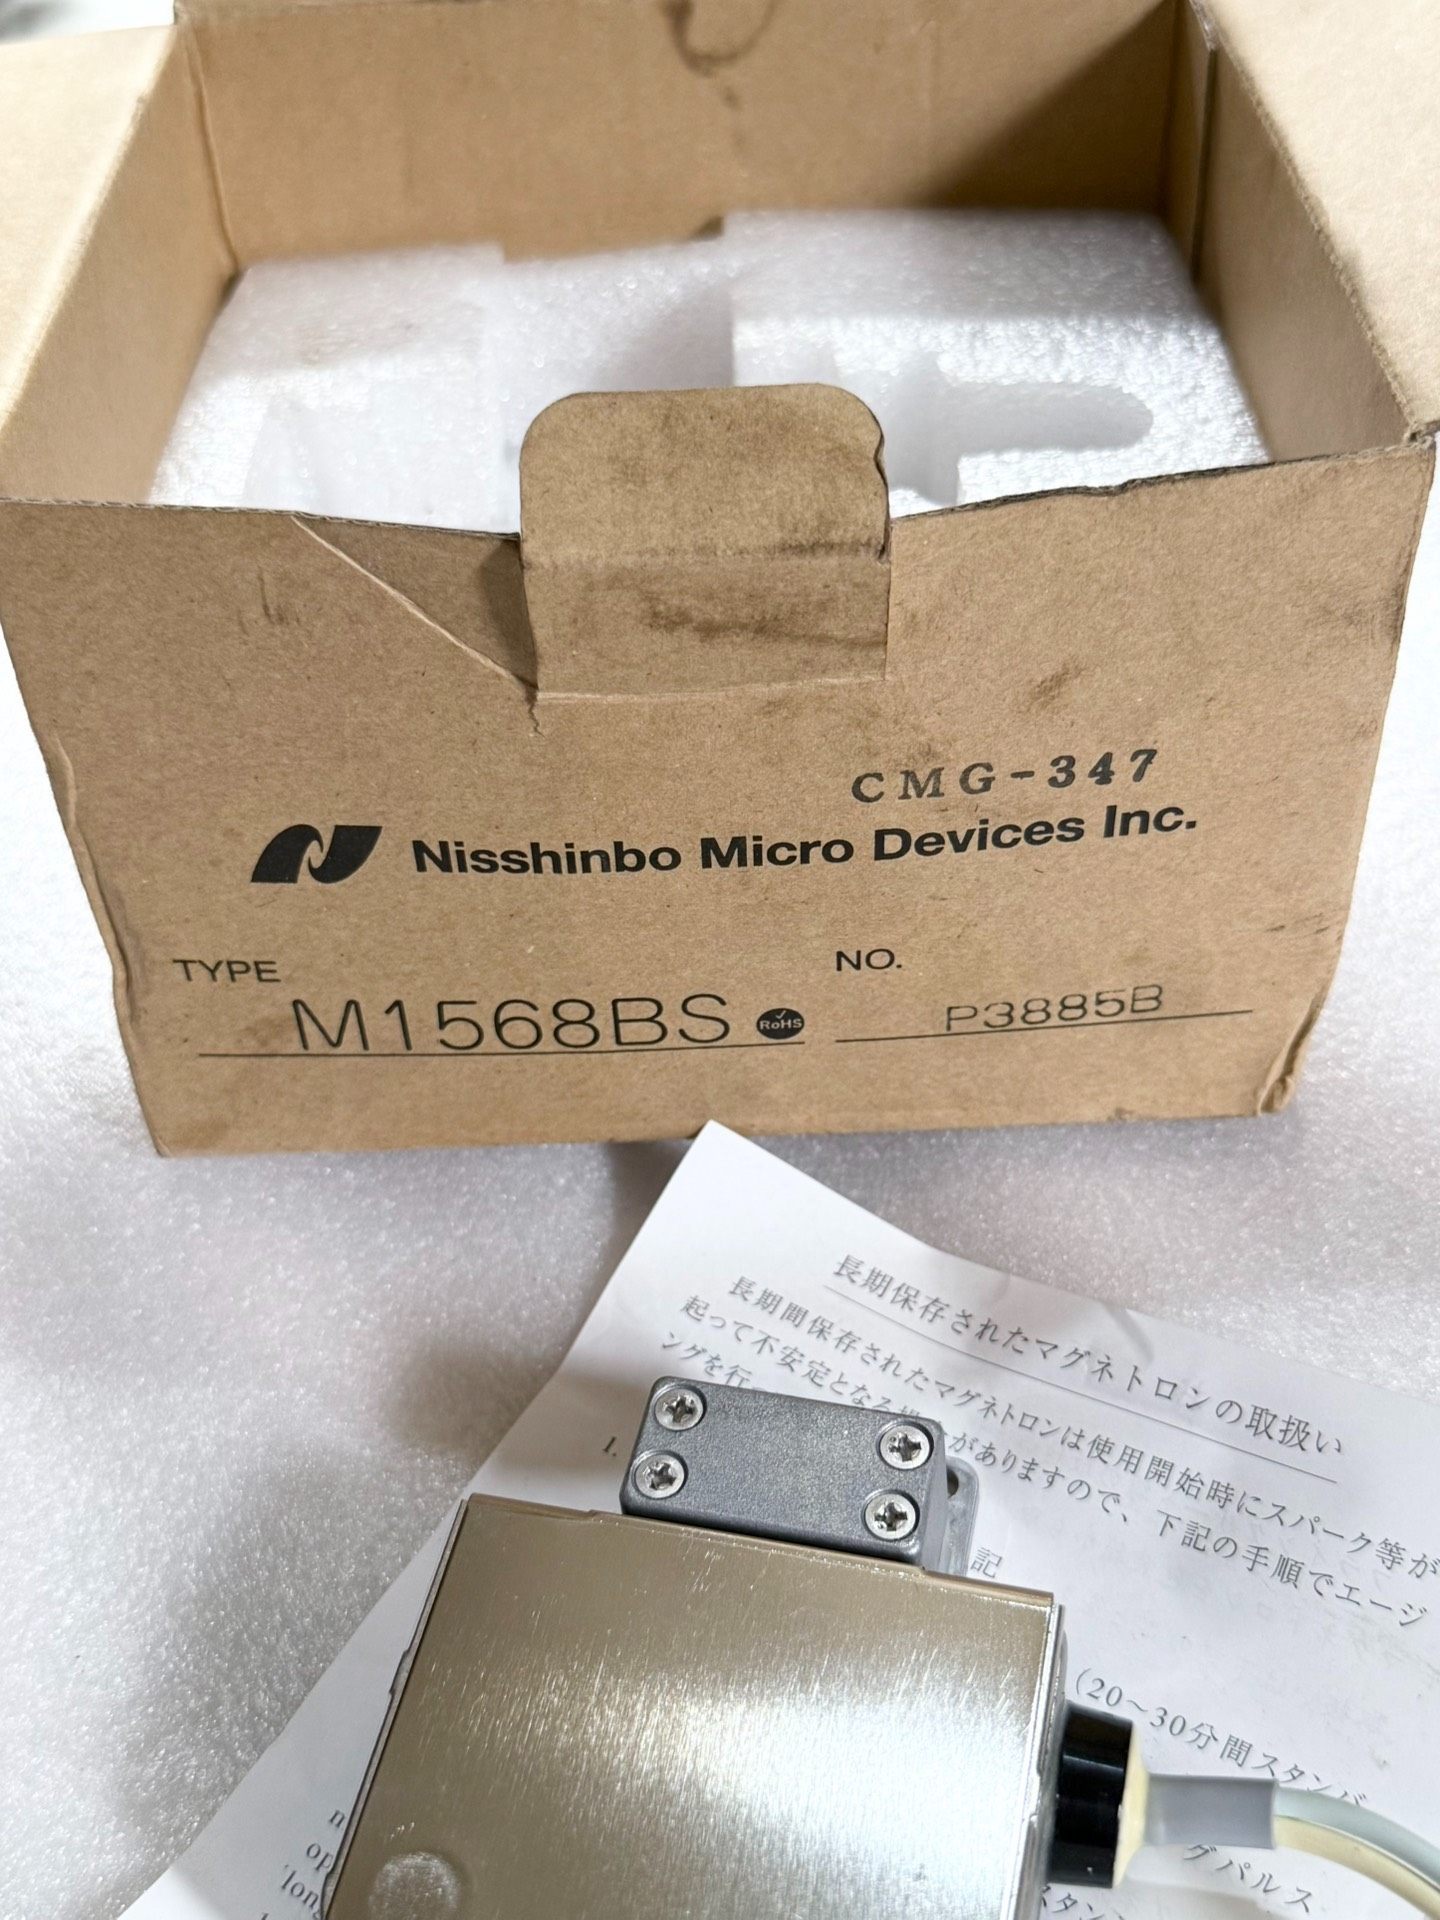 CMG-347
Nisshinbo Micro Devices Inc.
TYPE
M1568BS
RoHS
NO.
P3885B
長期保存されたマグネトロンの取扱い
長期間保存されたマグネトロンは使用開始時にスパーク等が
起って不安定となる場 がありますので、下記の手順でエージ
ングを行っ
記
1.
(20～30分間スタンバ
グパルス
スタン
n
op
long